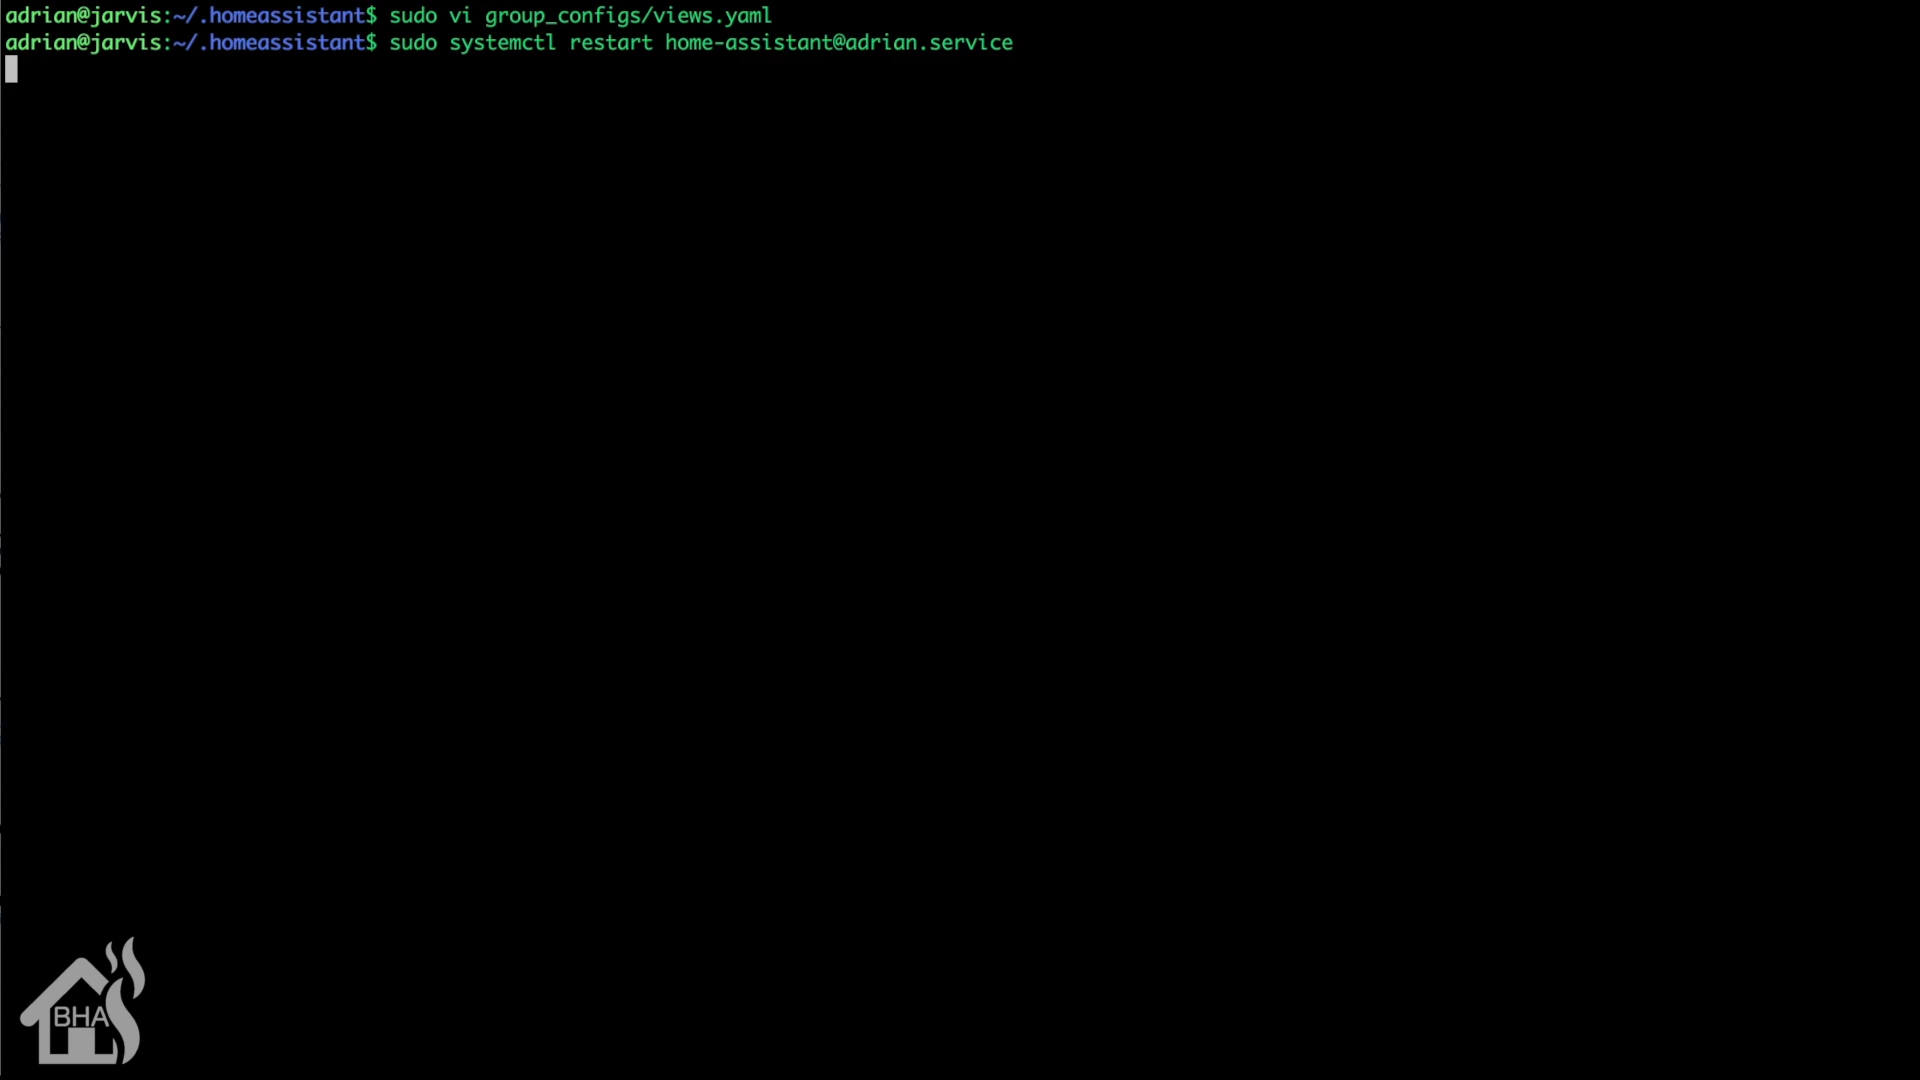 adrian@jarvis:~/.homeassistant$ sudo vi group_configs/views.yaml
adrian@jarvis:~/.homeassistant$ sudo systemctl restart home-assistant@adrian.service
BHA